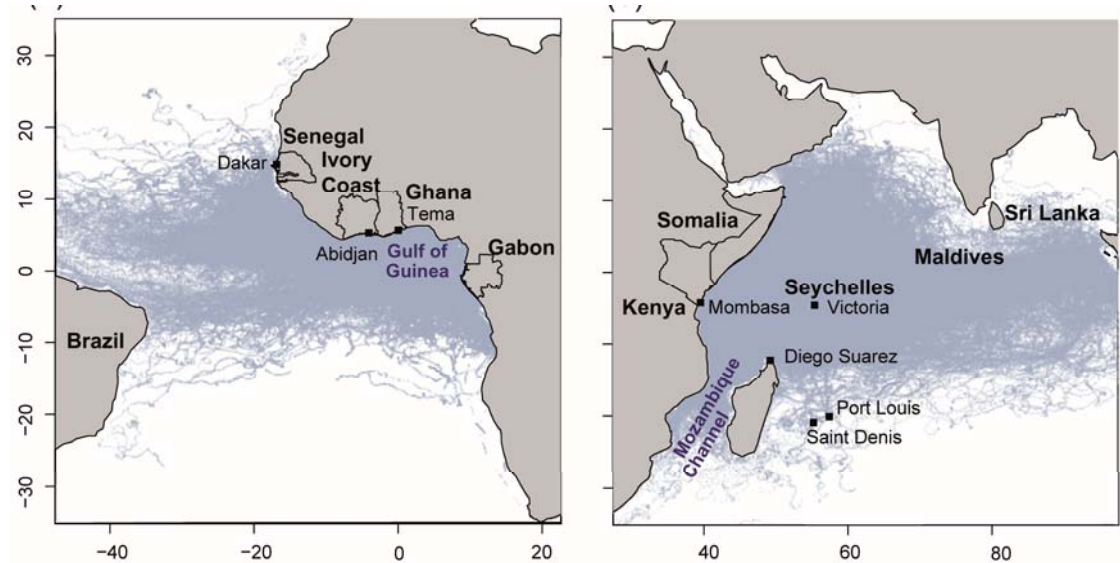 Senegal
Dakar
Ivory
Coast
Ghana
Tema
Abidjan
Gulf of
Guinea
Gabon
Brazil
30
20
10
0
−10
−20
−30
−40
−20
0
20
Somalia
Sri Lanka
Maldives
Seychelles
Kenya
Mombasa
Victoria
Diego Suarez
Mozambique
Channel
Port Louis
Saint Denis
40
60
80